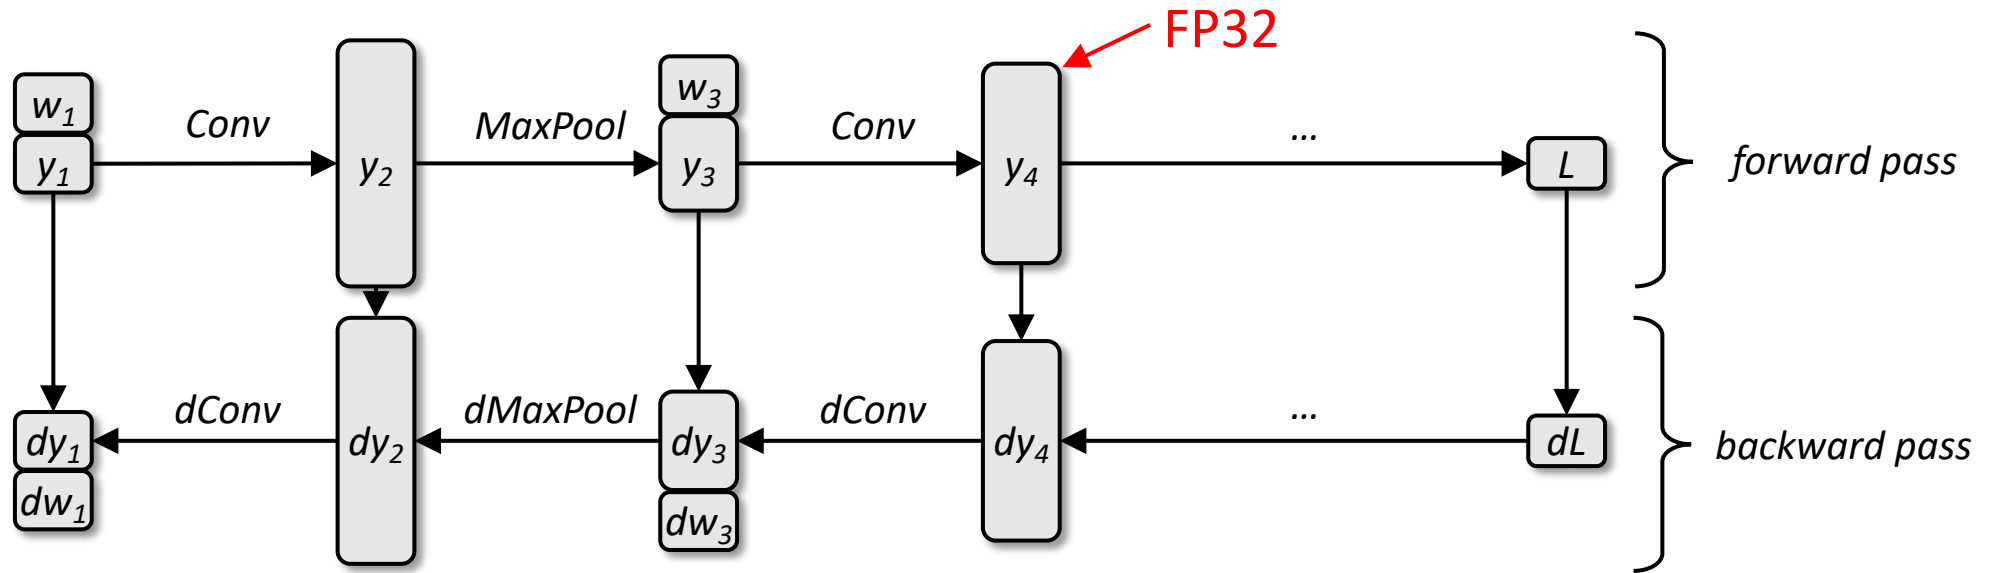 FP32
w1
y1
Conv
y2
MaxPool
w3
y3
Conv
y4
...
L
forward pass
dy1
dw1
dConv
dy2
dMaxPool
dy3
dw3
dConv
dy4
...
dL
backward pass